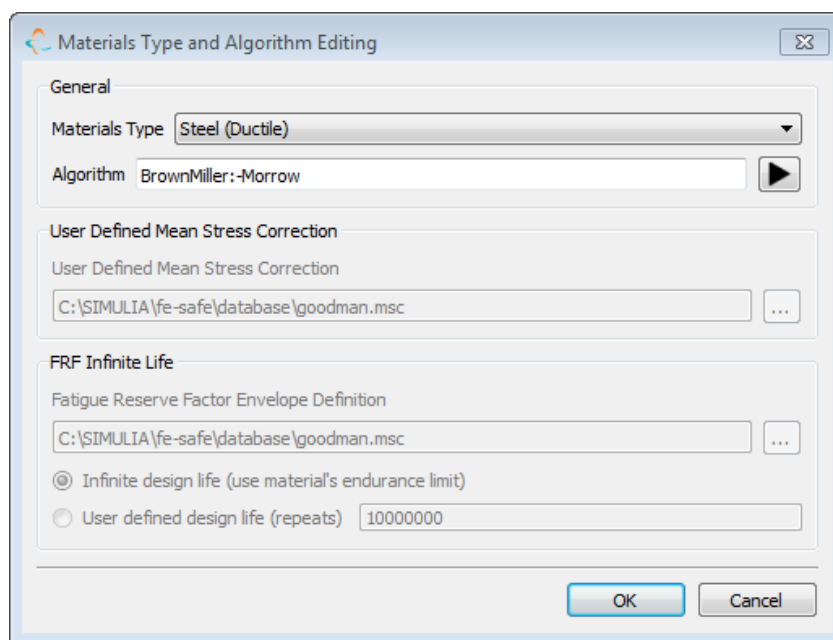 Materials Type and Algorithm Editing
General
Materials Type Steel (Ductile)
Algorithm BrownMiller:-Morrow
User Defined Mean Stress Correction
User Defined Mean Stress Correction
C:\SIMULIA\fe-safe\database\goodman.msc ...
FRF Infinite Life
Fatigue Reserve Factor Envelope Definition
C:\SIMULIA\fe-safe\database\goodman.msc ...
Infinite design life (use material's endurance limit)
User defined design life (repeats) 10000000
OK Cancel